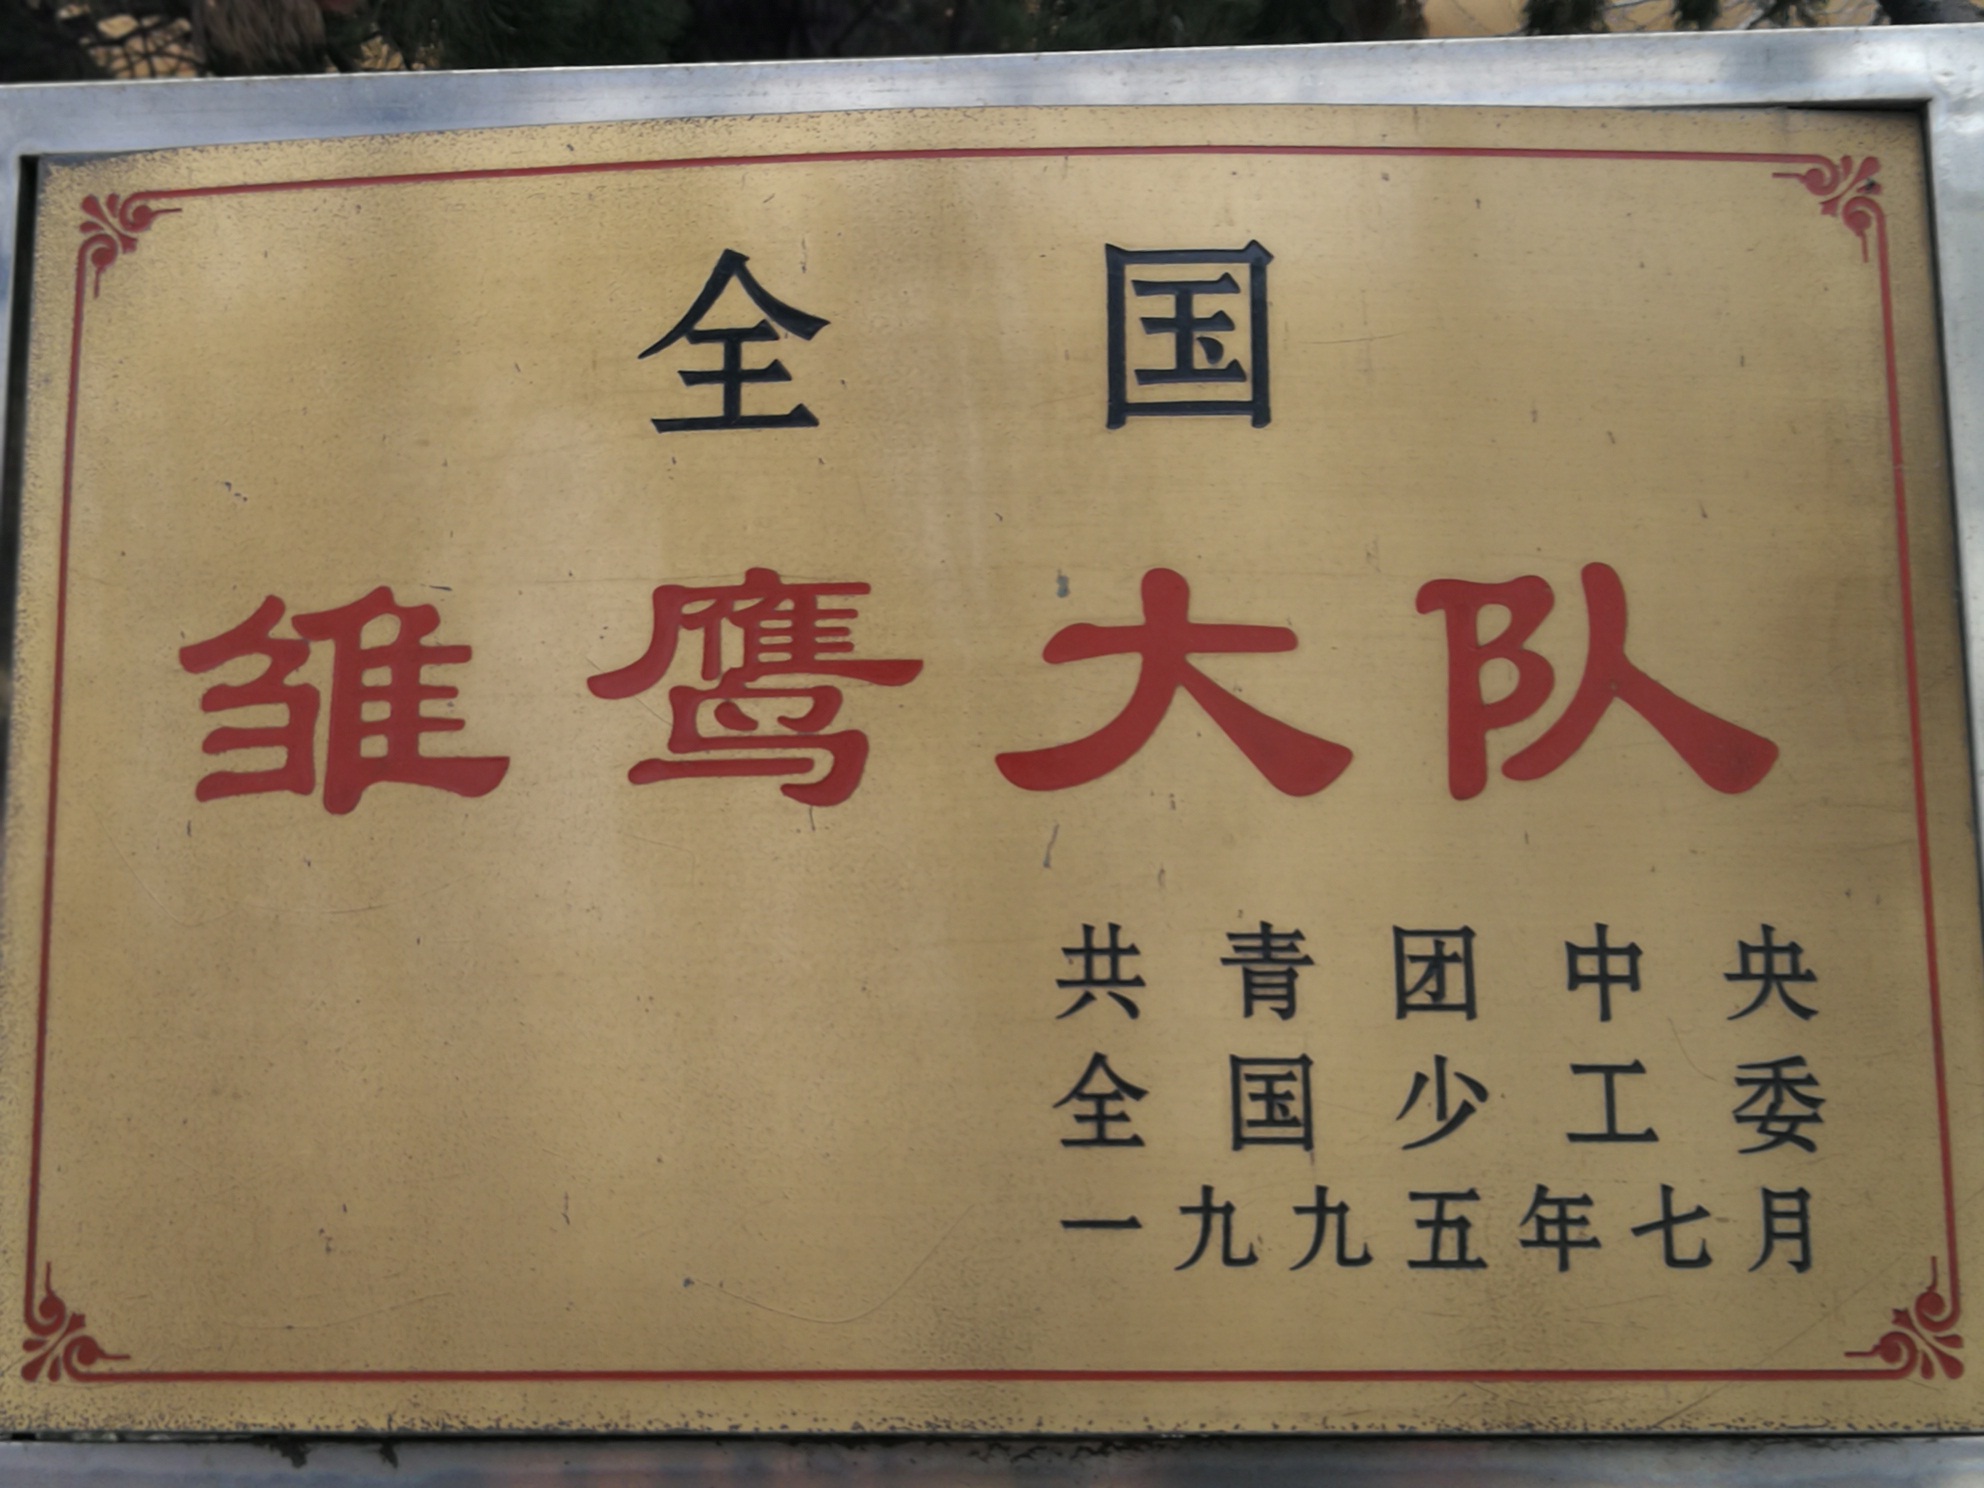 全国
雏鹰大队
共青团中央
全国少工委
一九九五年七月